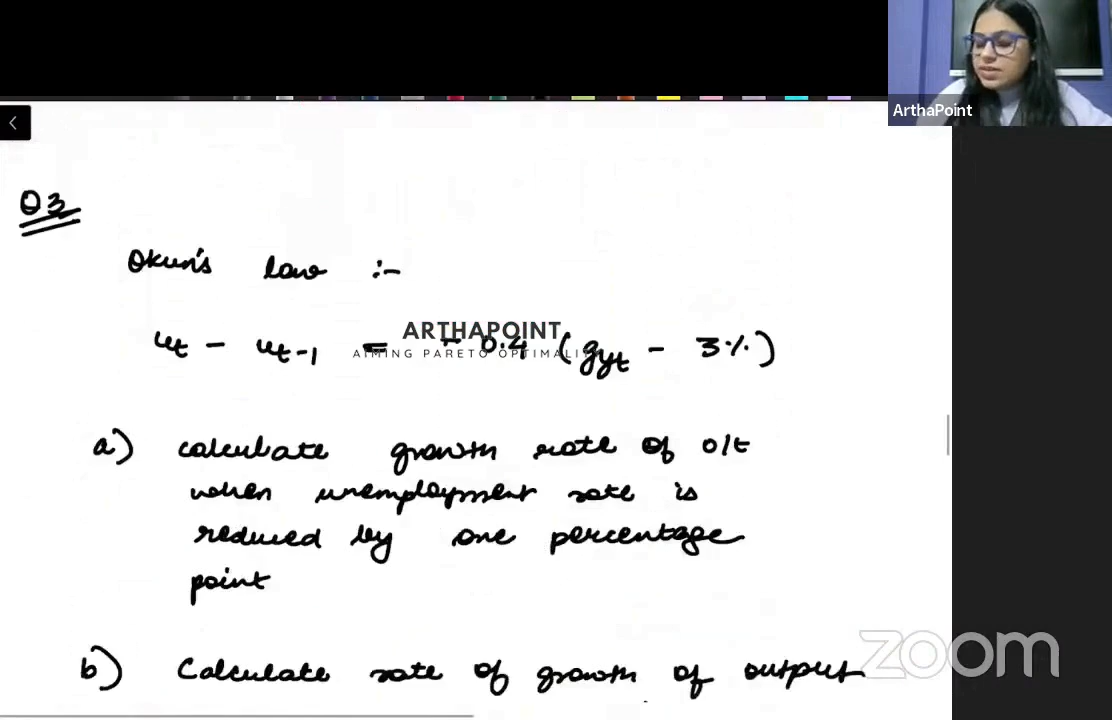 ArthaPoint
Q3
Okun's law :-
ut - ut-1 = - 0.4 (gyt - 3%)
ARTHAPOINT
AIMING PARETO OPTIMALITY
a) calculate growth rate of o/t
when unemployment rate is
reduced by one percentage
point
b) Calculate rate of growth of output
zoom